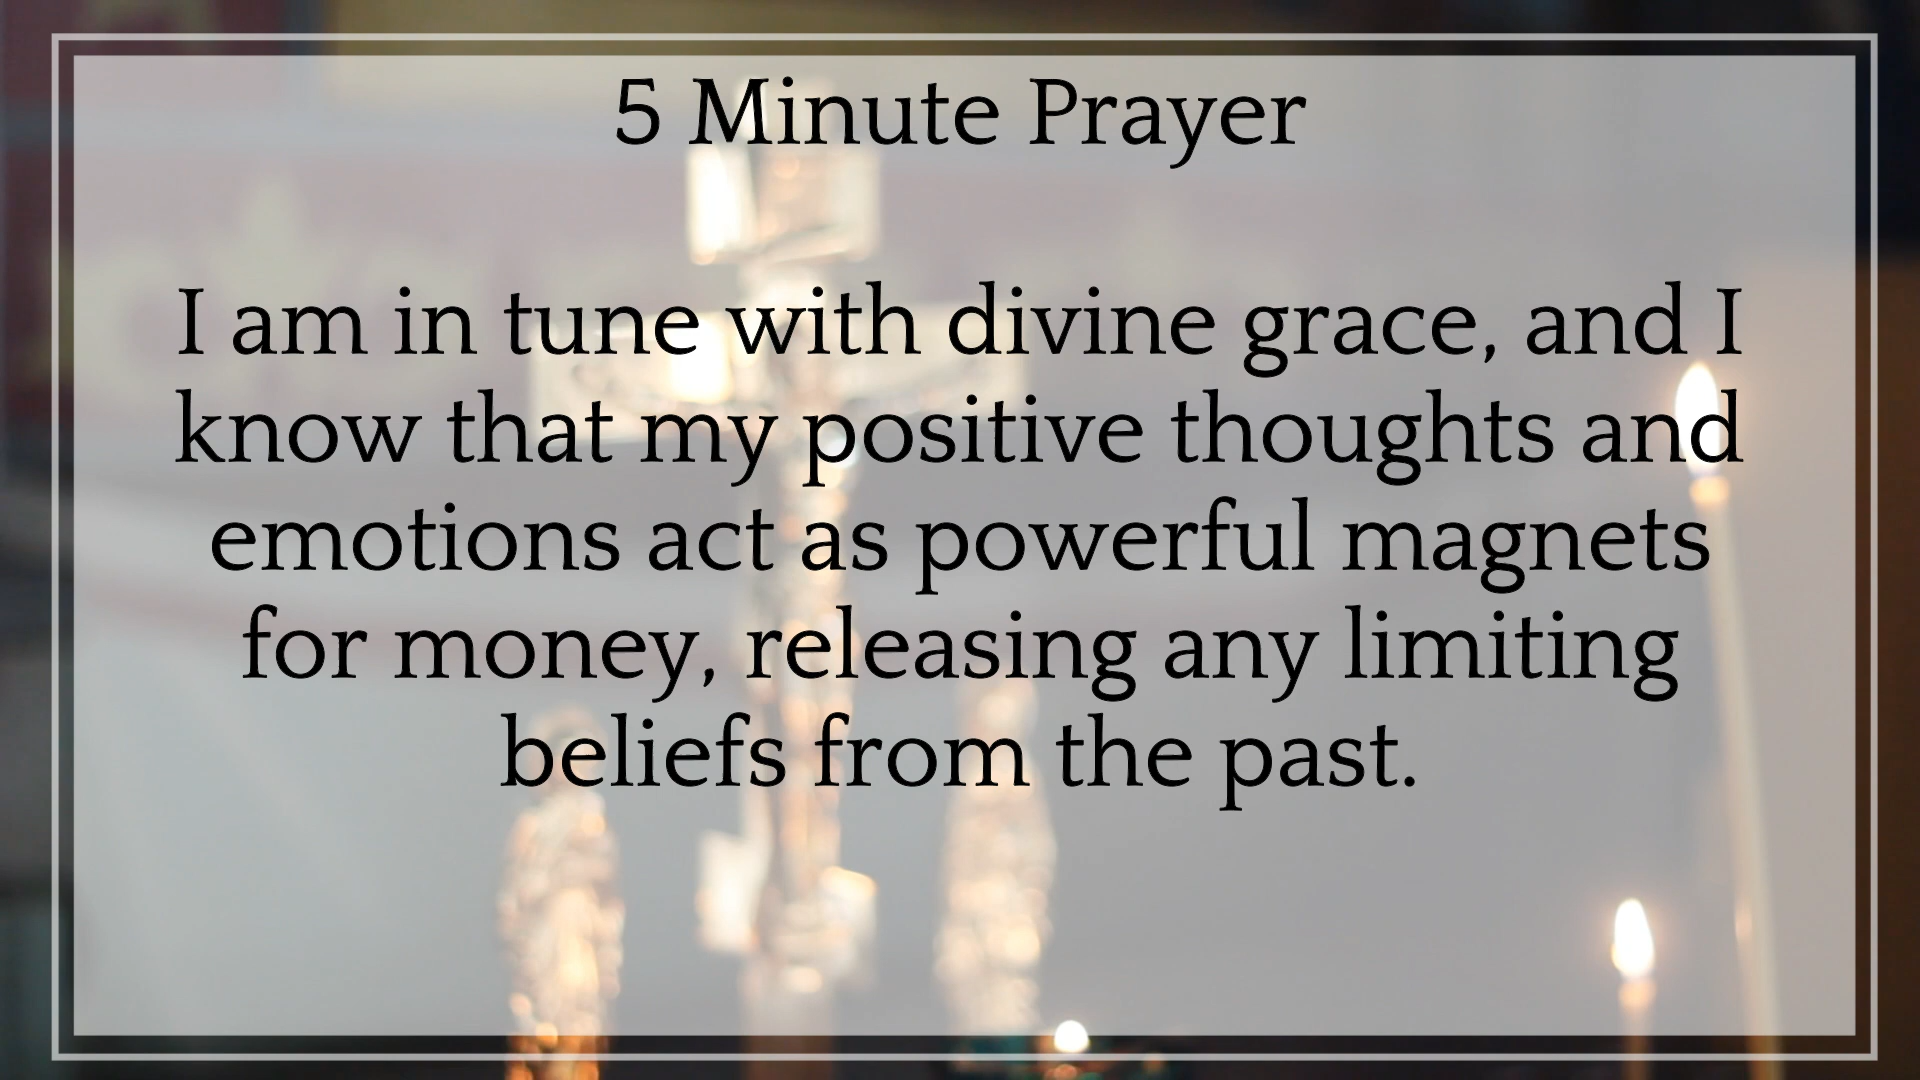 5 Minute Prayer
I am in tune with divine grace, and I
know that my positive thoughts and
emotions act as powerful magnets
for money, releasing any limiting
beliefs from the past.